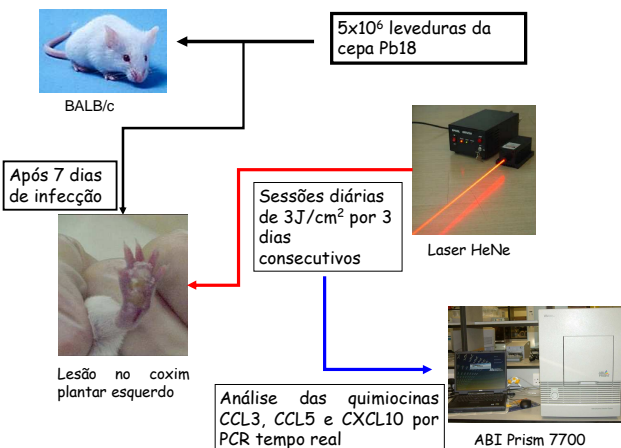 5x10⁶ leveduras da
cepa Pb18
BALB/c
Após 7 dias
de infecção
Sessões diárias
de 3J/cm² por 3
dias
consecutivos
Laser HeNe
Lesão no coxim
plantar esquerdo
Análise das quimiocinas
CCL3, CCL5 e CXCL10 por
PCR tempo real
ABI Prism 7700